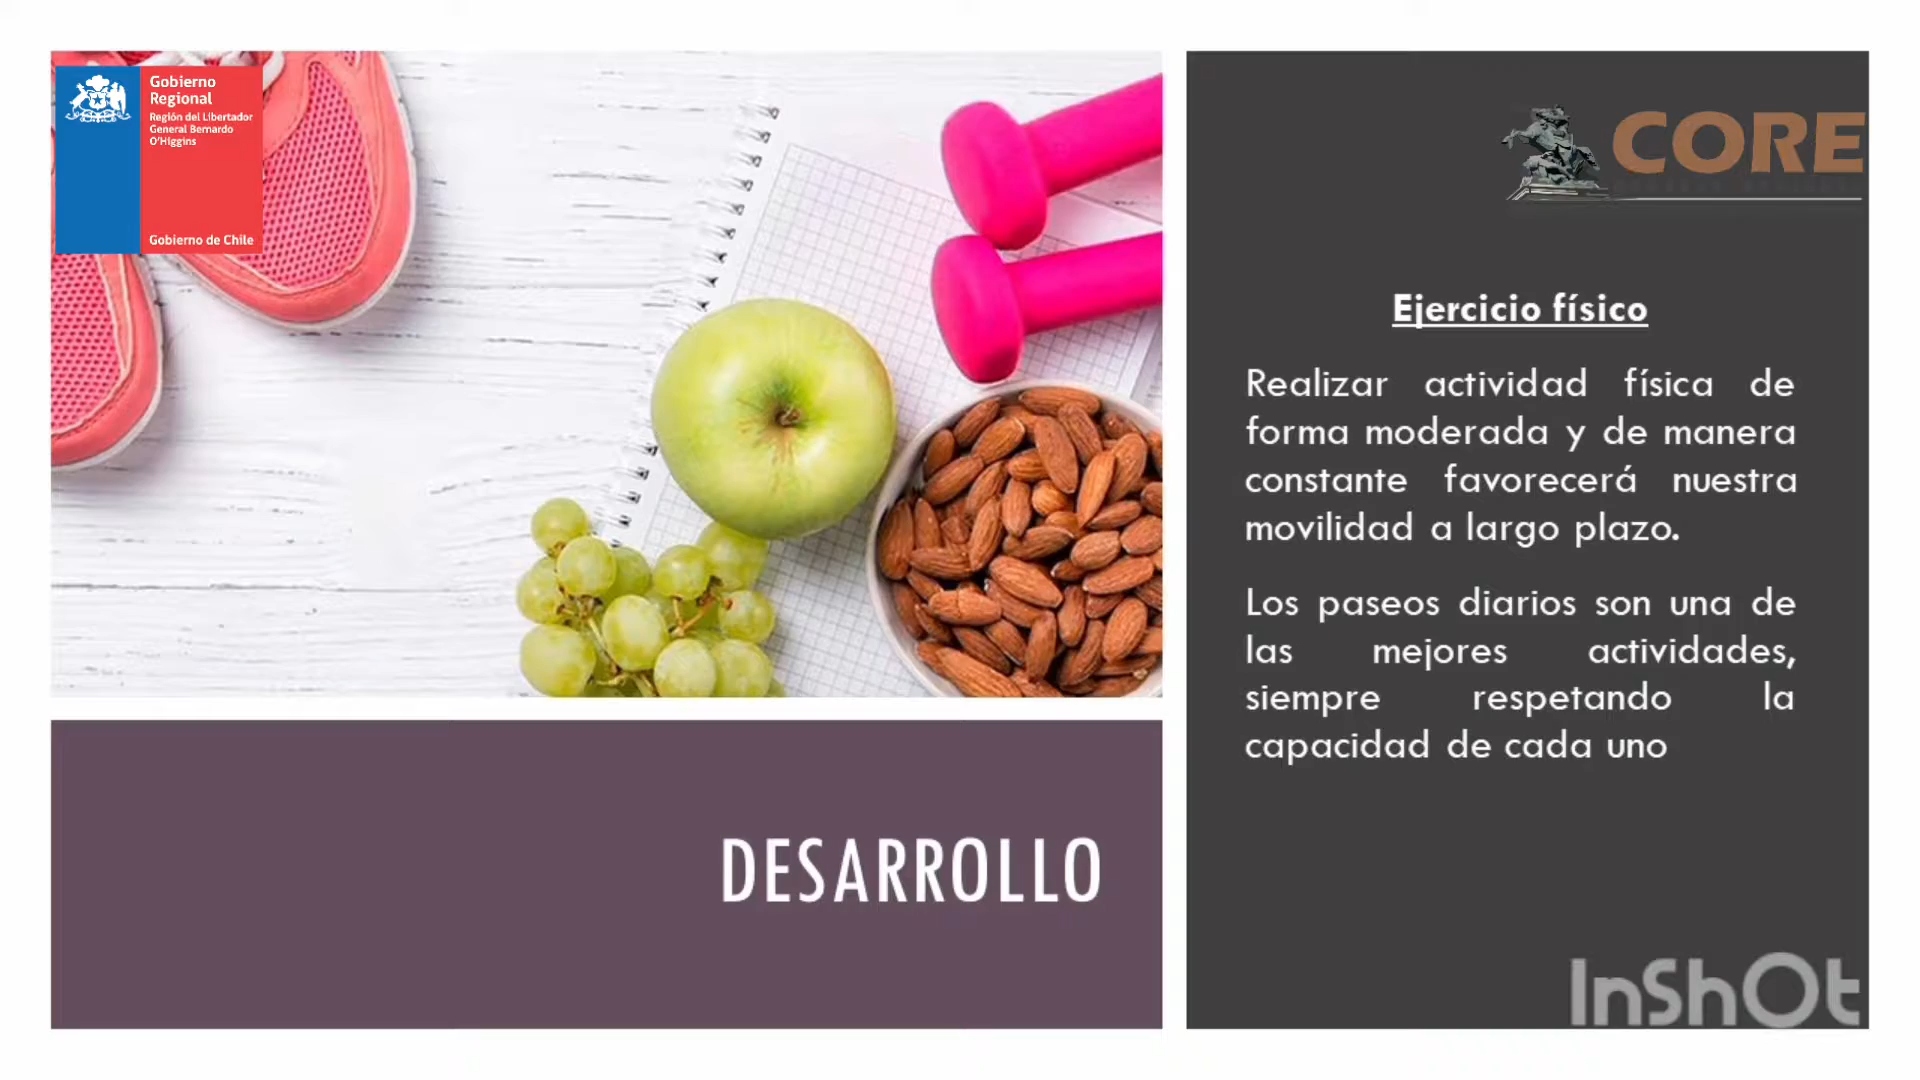 Gobierno
Regional
Región del Libertador
General Bernardo
O'Higgins
Gobierno de Chile
CORE
Ejercicio físico
Realizar actividad física de
forma moderada y de manera
constante favorecerá nuestra
movilidad a largo plazo.
Los paseos diarios son una de
las mejores actividades,
siempre respetando la
capacidad de cada uno
DESARROLLO
InShOt